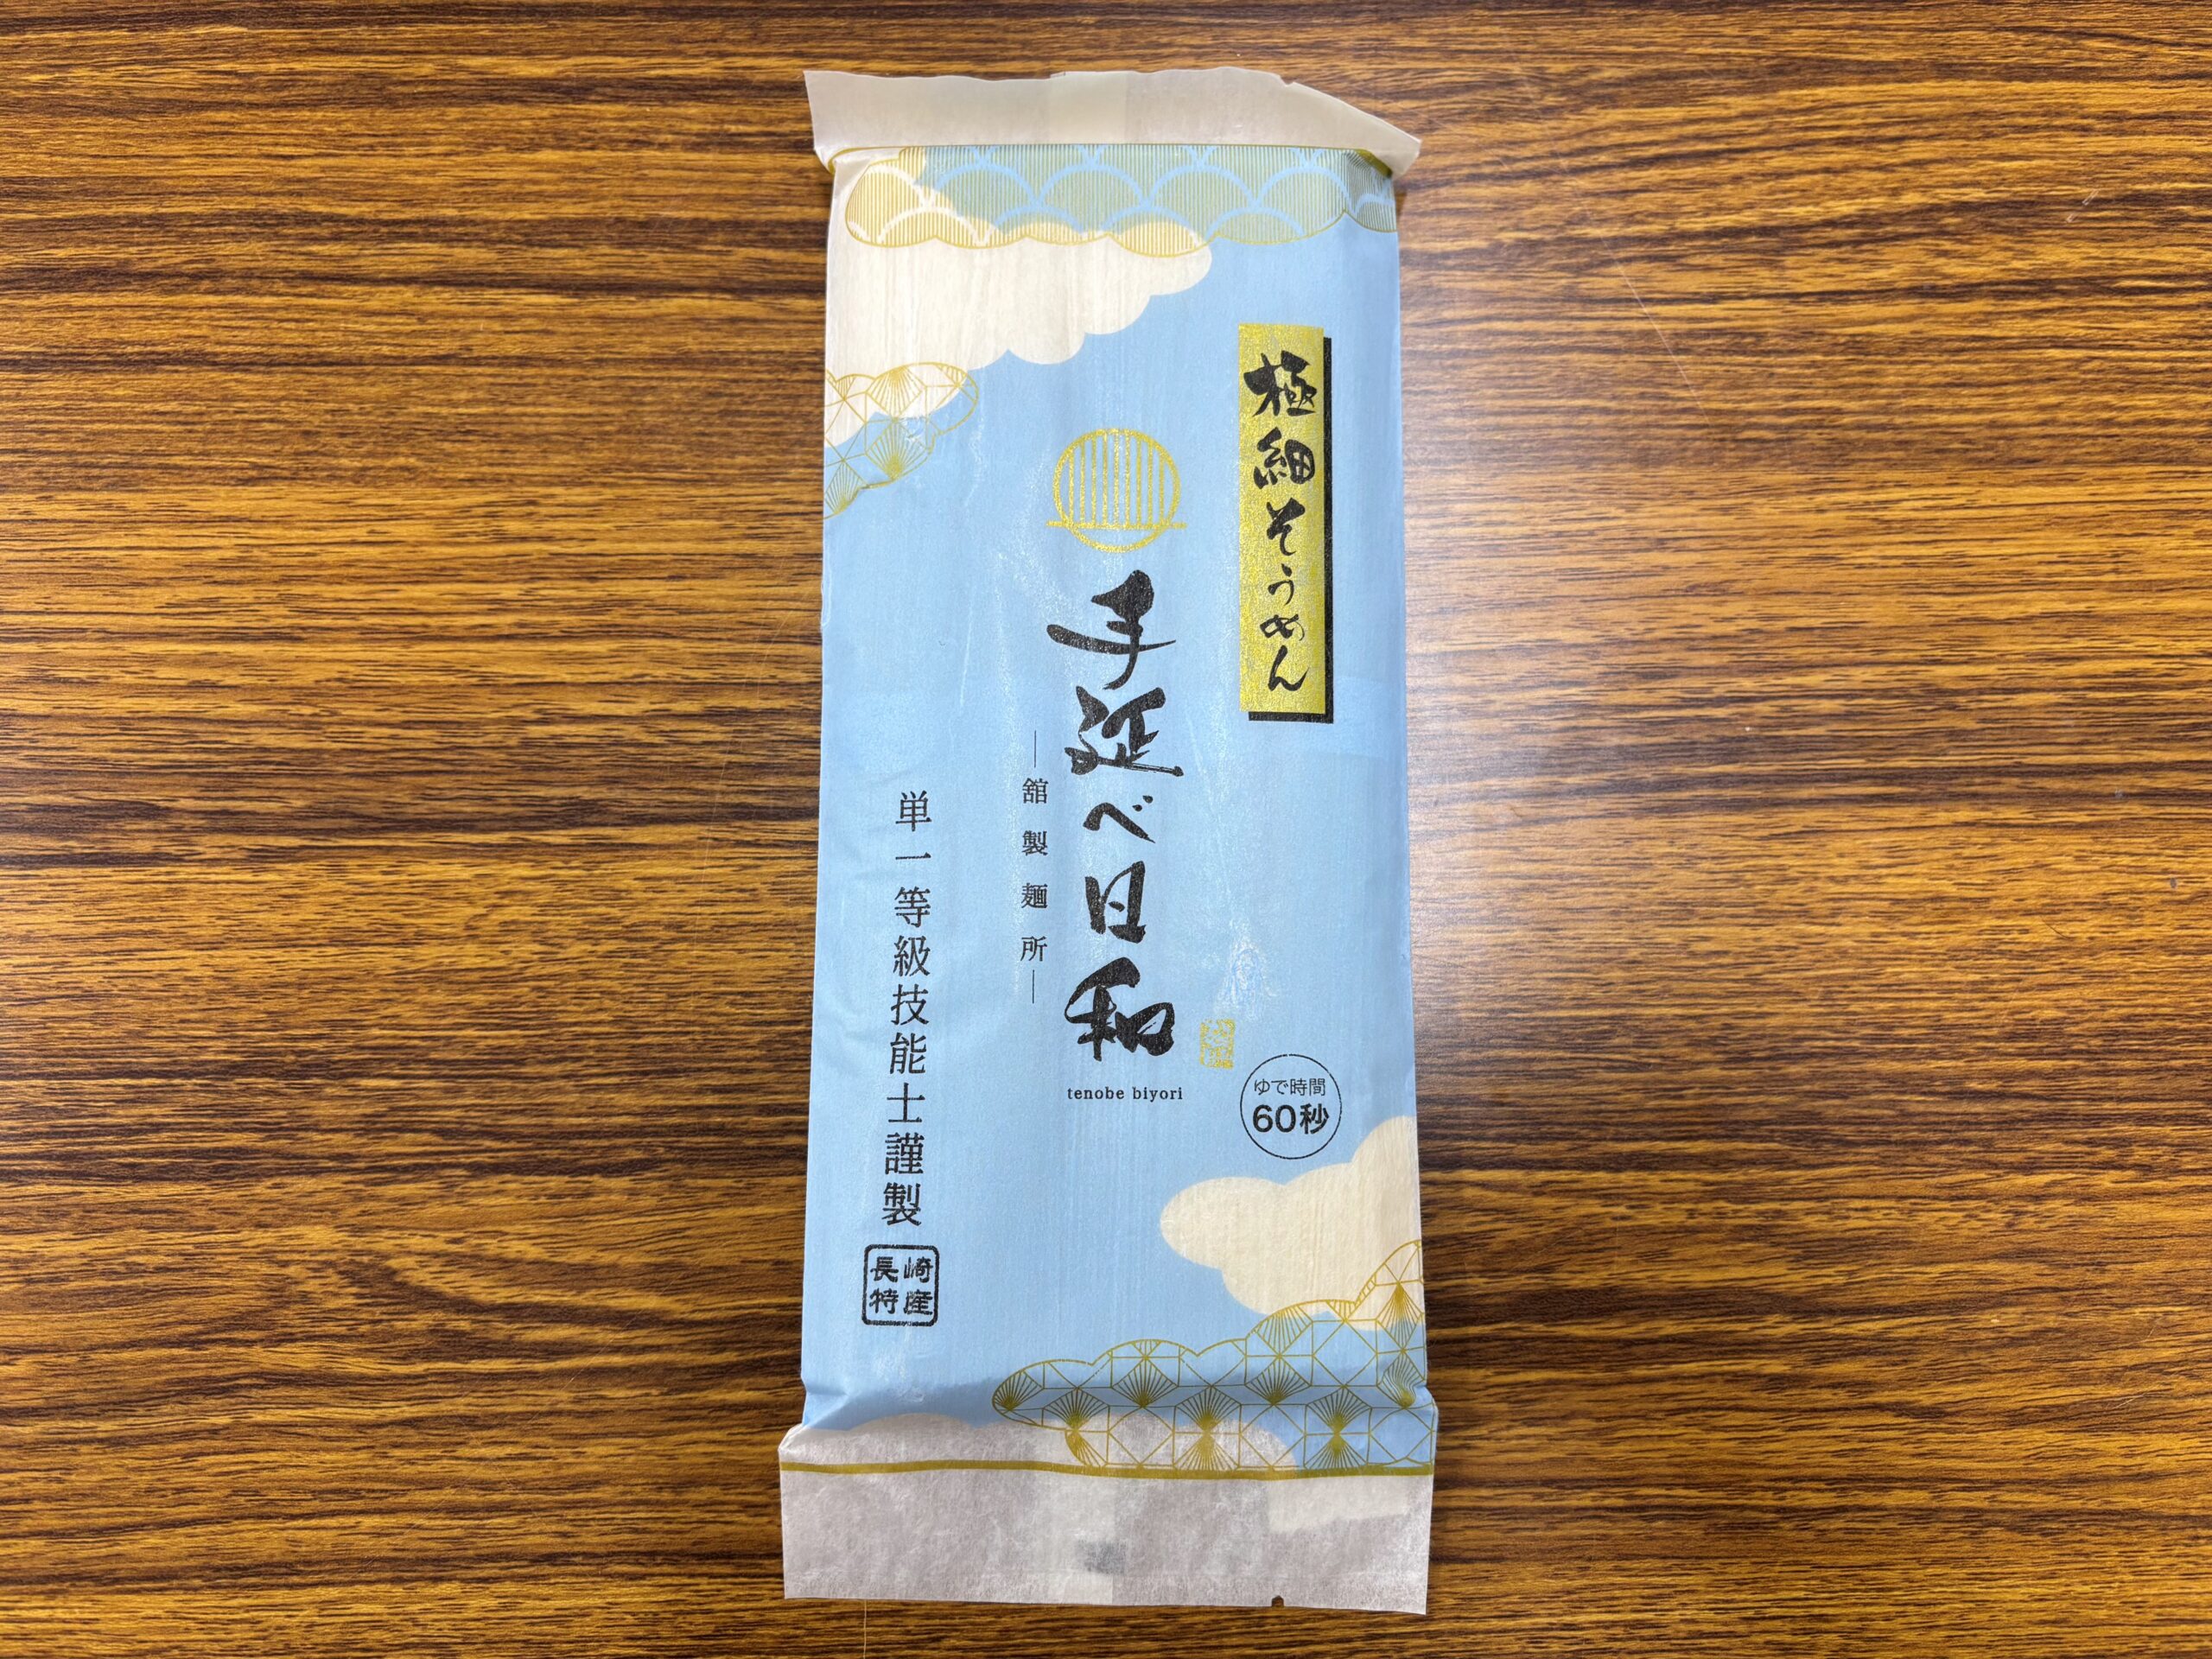 極細そうめん
手延べ日和
tenobe biyori
舘製麺所
ゆで時間
60秒
単一等級技能士謹製
長崎
特産